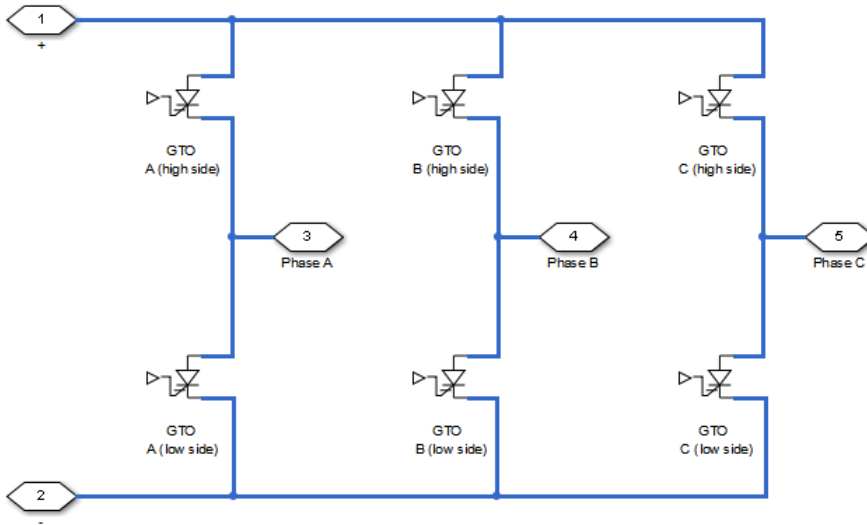 1
+
GTO
A (high side)
GTO
B (high side)
GTO
C (high side)
3
Phase A
4
Phase B
5
Phase C
GTO
A (low side)
GTO
B (low side)
GTO
C (low side)
2
-